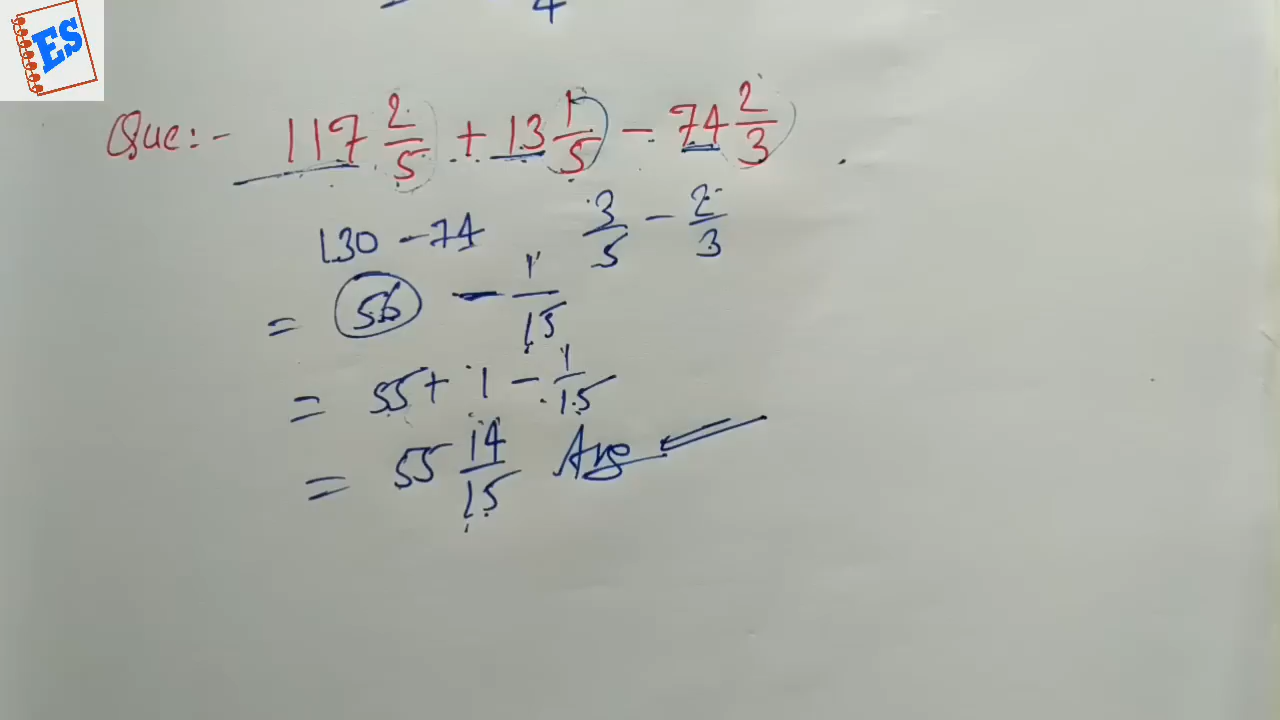 ES
4
Que:- 117 2/5 + 13 1/5 - 74 2/3
130 - 74 3/5 - 2/3
= 56 - 1/15
= 55 + 1 - 1/15
= 55 14/15 Ans